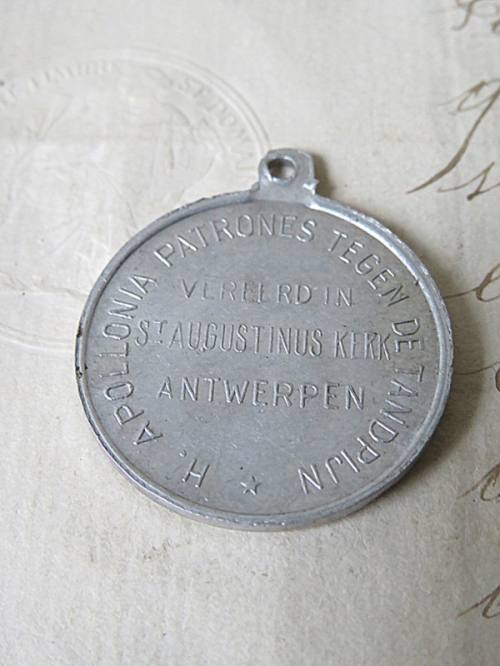 H. APOLLONIA PATRONES TEGEN DE TANDPIJN
VEREERD IN
ST AUGUSTINUS KERK
ANTWERPEN